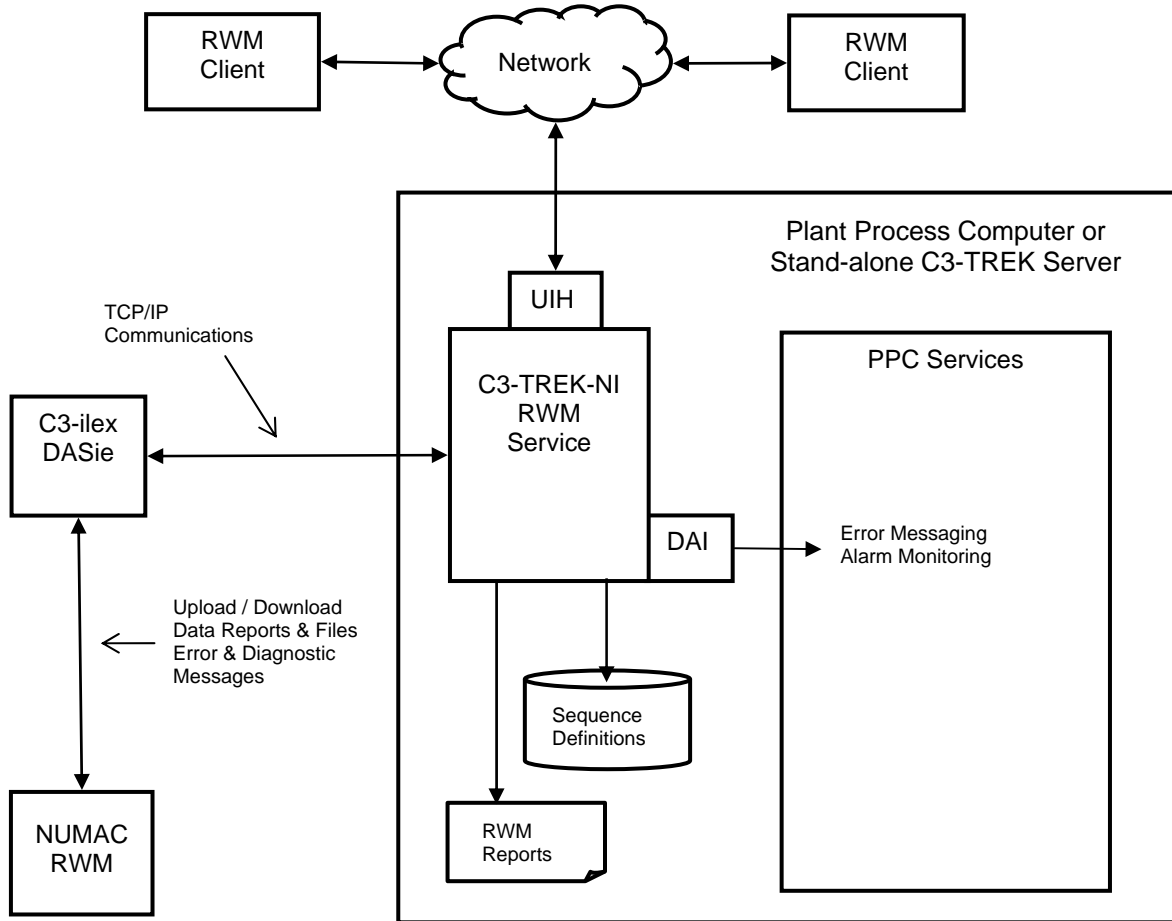 RWM
Client
Network
RWM
Client
Plant Process Computer or
Stand-alone C3-TREK Server
UIH
TCP/IP
Communications
PPC Services
C3-TREK-NI
RWM
Service
C3-ilex
DASie
DAI
Error Messaging
Alarm Monitoring
Upload / Download
Data Reports & Files
Error & Diagnostic
Messages
Sequence
Definitions
NUMAC
RWM
RWM
Reports